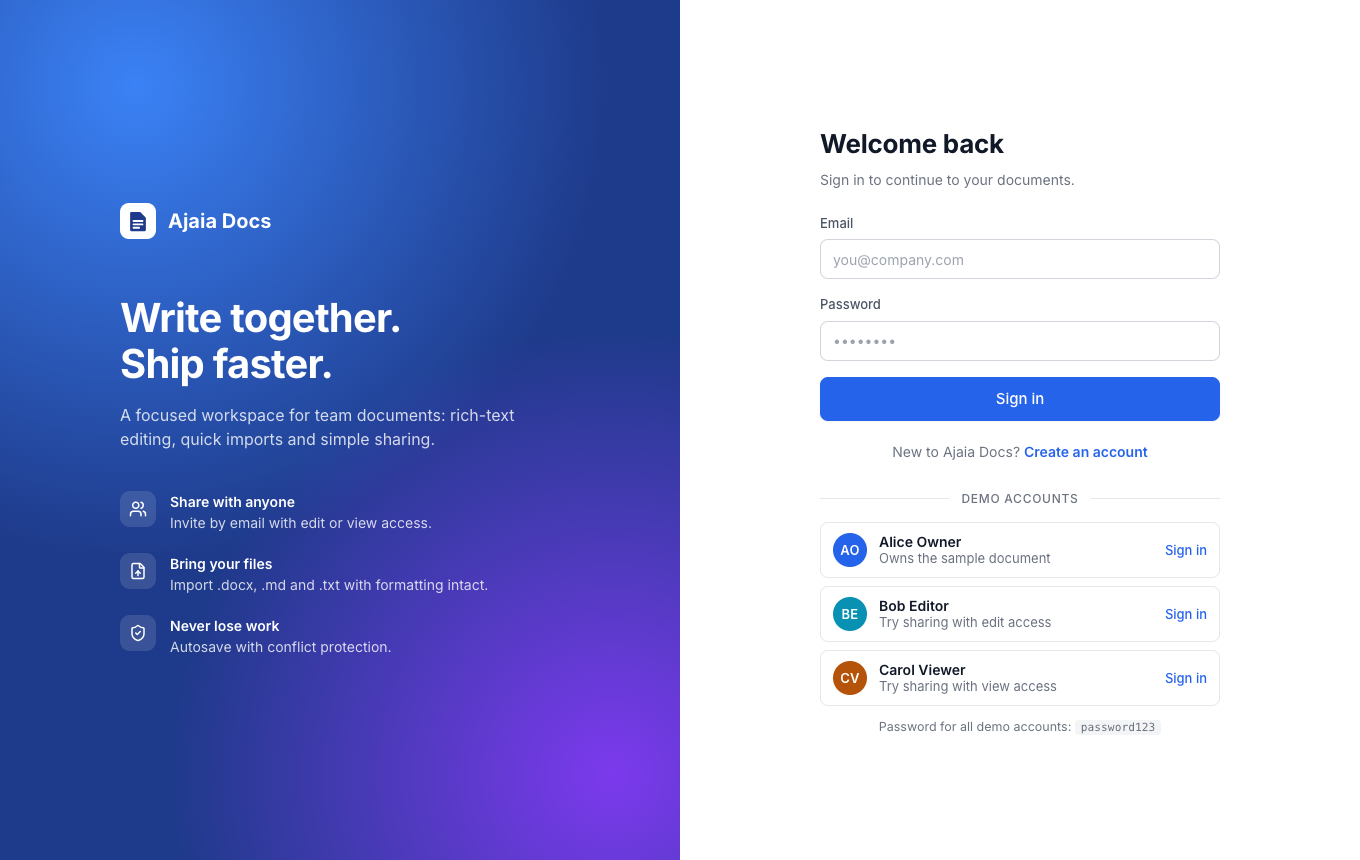 Ajaia Docs
Write together.
Ship faster.
A focused workspace for team documents: rich-text
editing, quick imports and simple sharing.
Share with anyone
Invite by email with edit or view access.
Bring your files
Import .docx, .md and .txt with formatting intact.
Never lose work
Autosave with conflict protection.
Welcome back
Sign in to continue to your documents.
Email
you@company.com
Password
••••••••
Sign in
New to Ajaia Docs? Create an account
DEMO ACCOUNTS
AO
Alice Owner
Owns the sample document
Sign in
BE
Bob Editor
Try sharing with edit access
Sign in
CV
Carol Viewer
Try sharing with view access
Sign in
Password for all demo accounts: password123